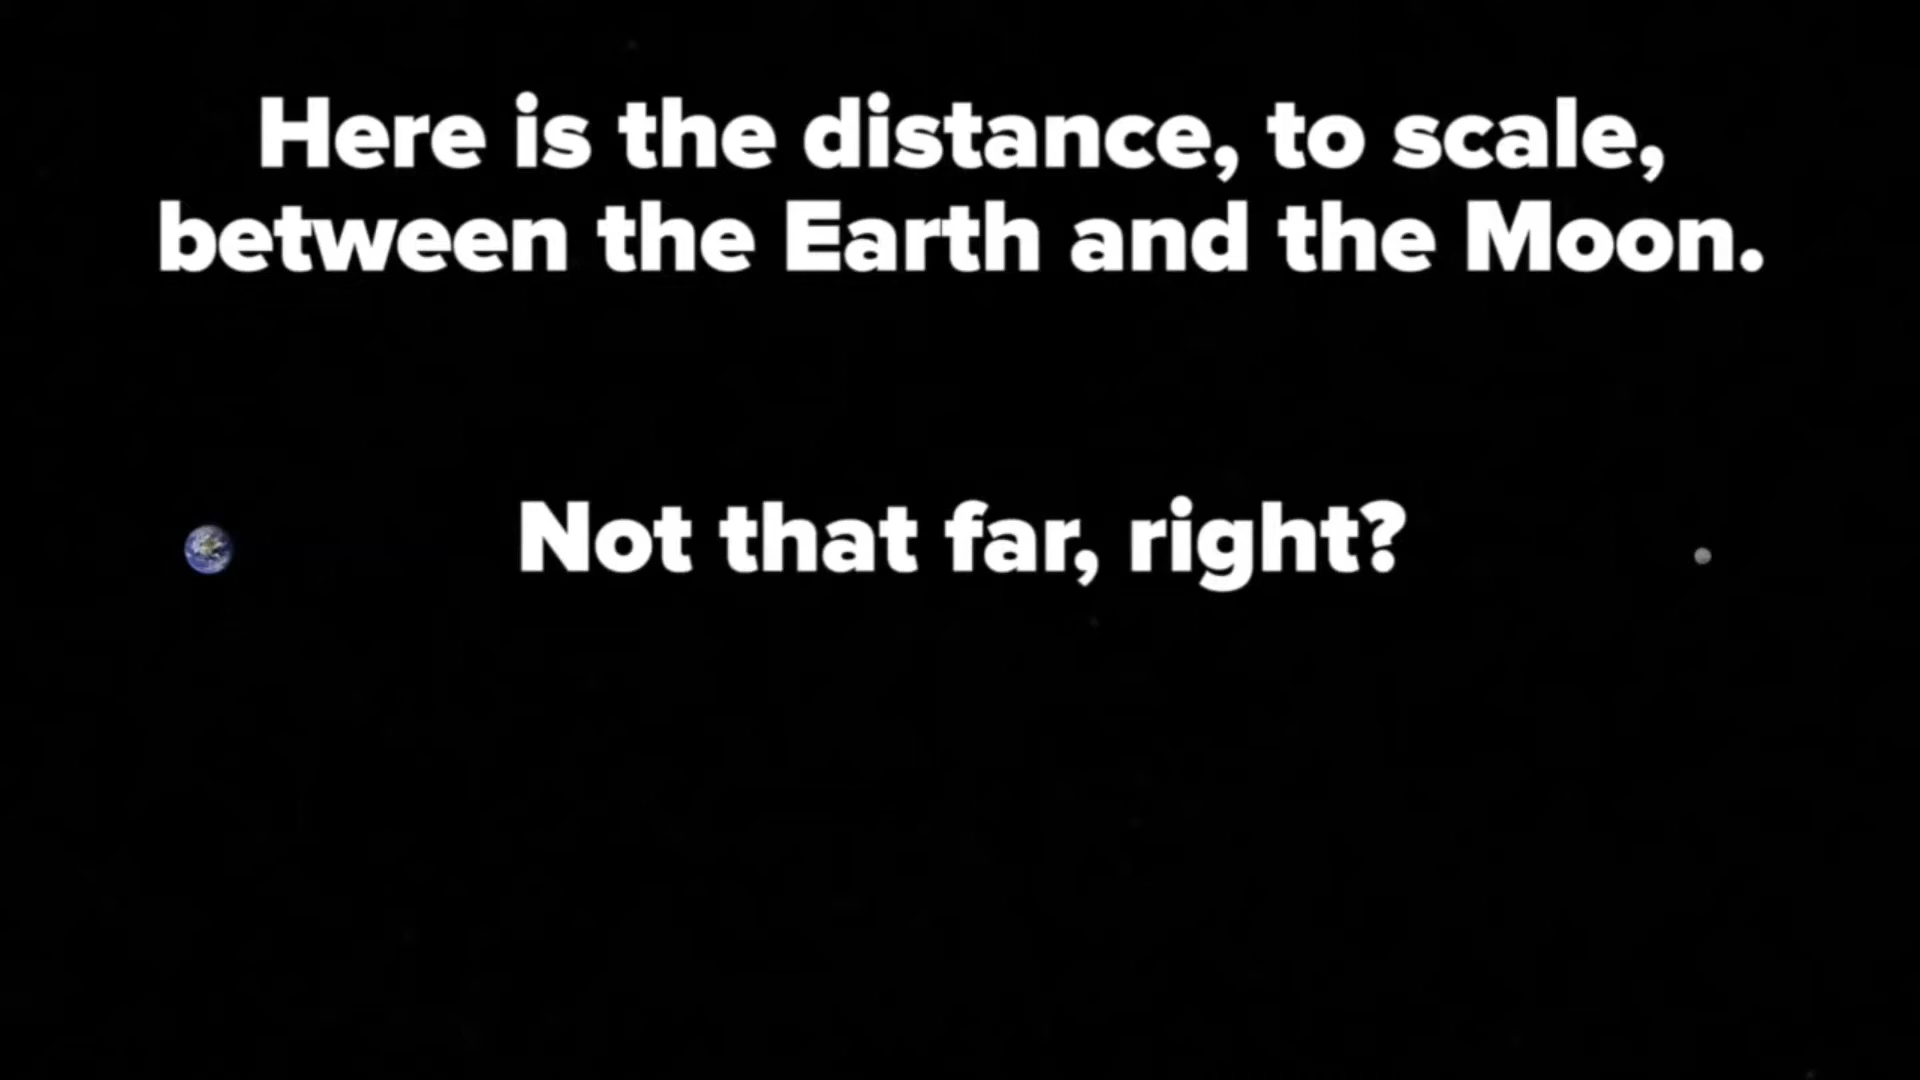 Here is the distance, to scale,
between the Earth and the Moon.
Not that far, right?